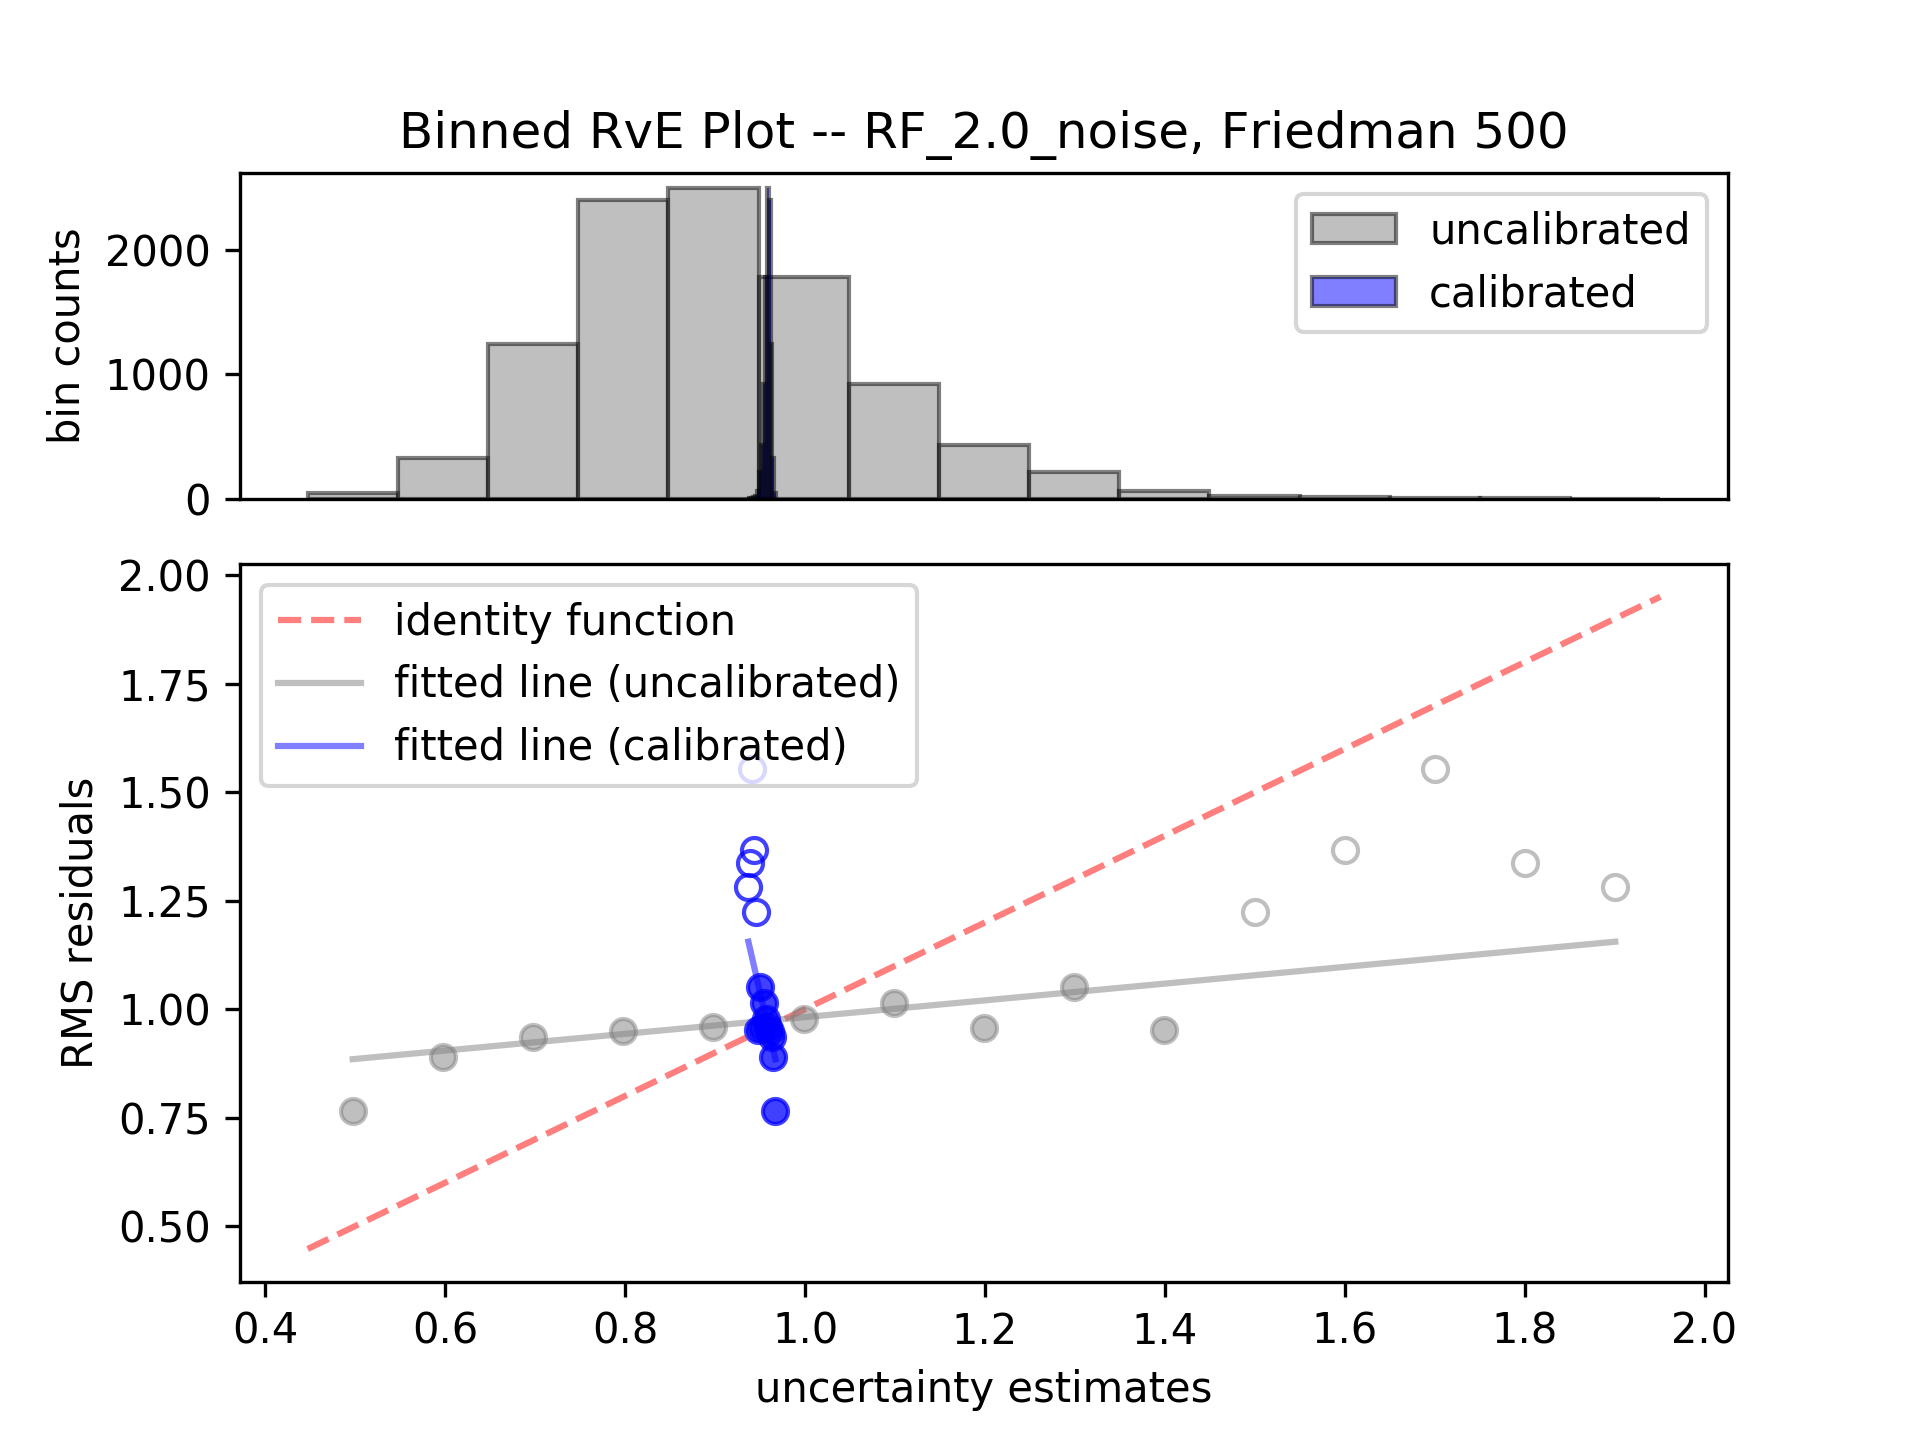 Binned RvE Plot -- RF_2.0_noise, Friedman 500
bin counts
2000
1000
0
uncalibrated
calibrated
RMS residuals
2.00
1.75
1.50
1.25
1.00
0.75
0.50
identity function
fitted line (uncalibrated)
fitted line (calibrated)
0.4 0.6 0.8 1.0 1.2 1.4 1.6 1.8 2.0
uncertainty estimates